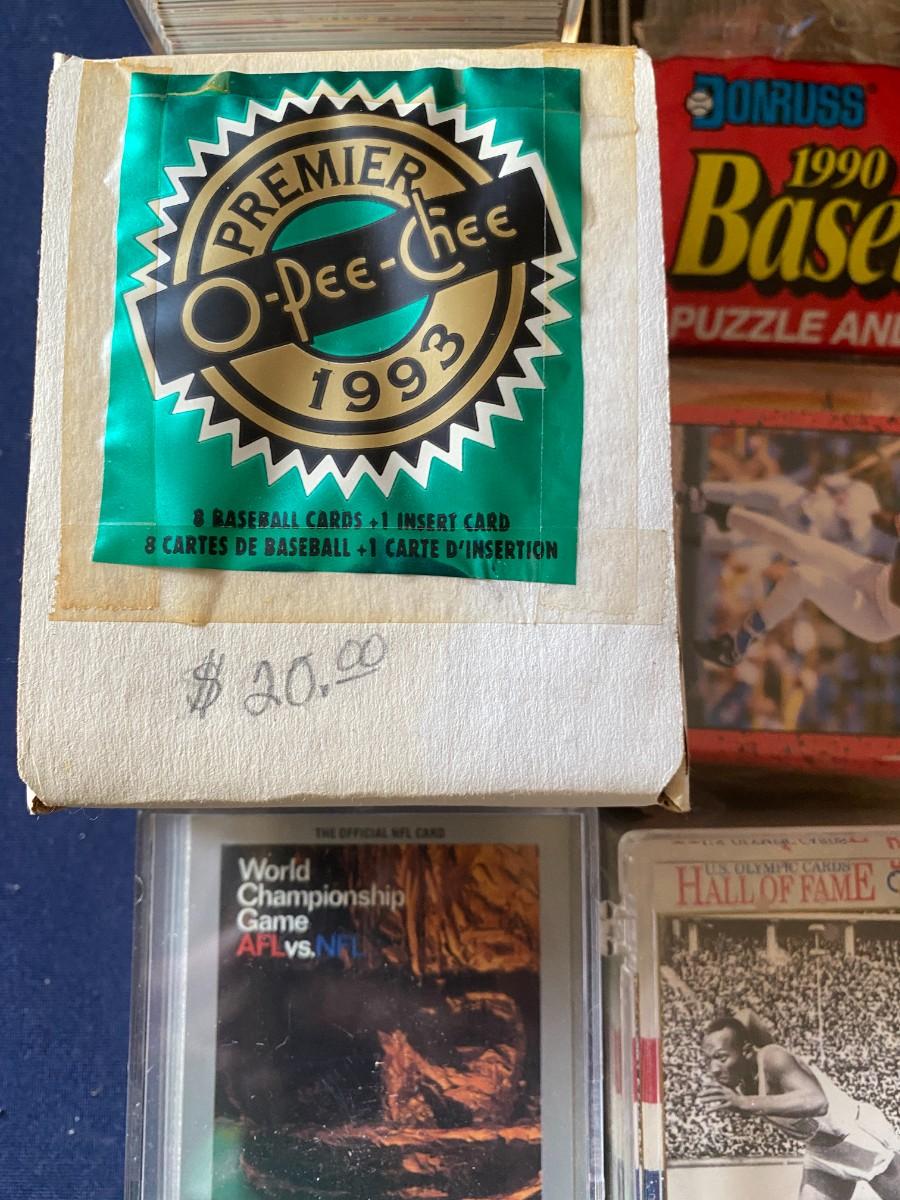 PREMIER
O-Pee-Chee
1993
8 BASEBALL CARDS + 1 INSERT CARD
8 CARTES DE BASEBALL + 1 CARTE D'INSERTION
$ 20.00
DONRUSS
1990
Base
PUZZLE AND
THE OFFICIAL NFL CARD
World
Championship
Game
AFL vs. NFL
U.S. OLYMPIC CARDS
HALL OF FAME